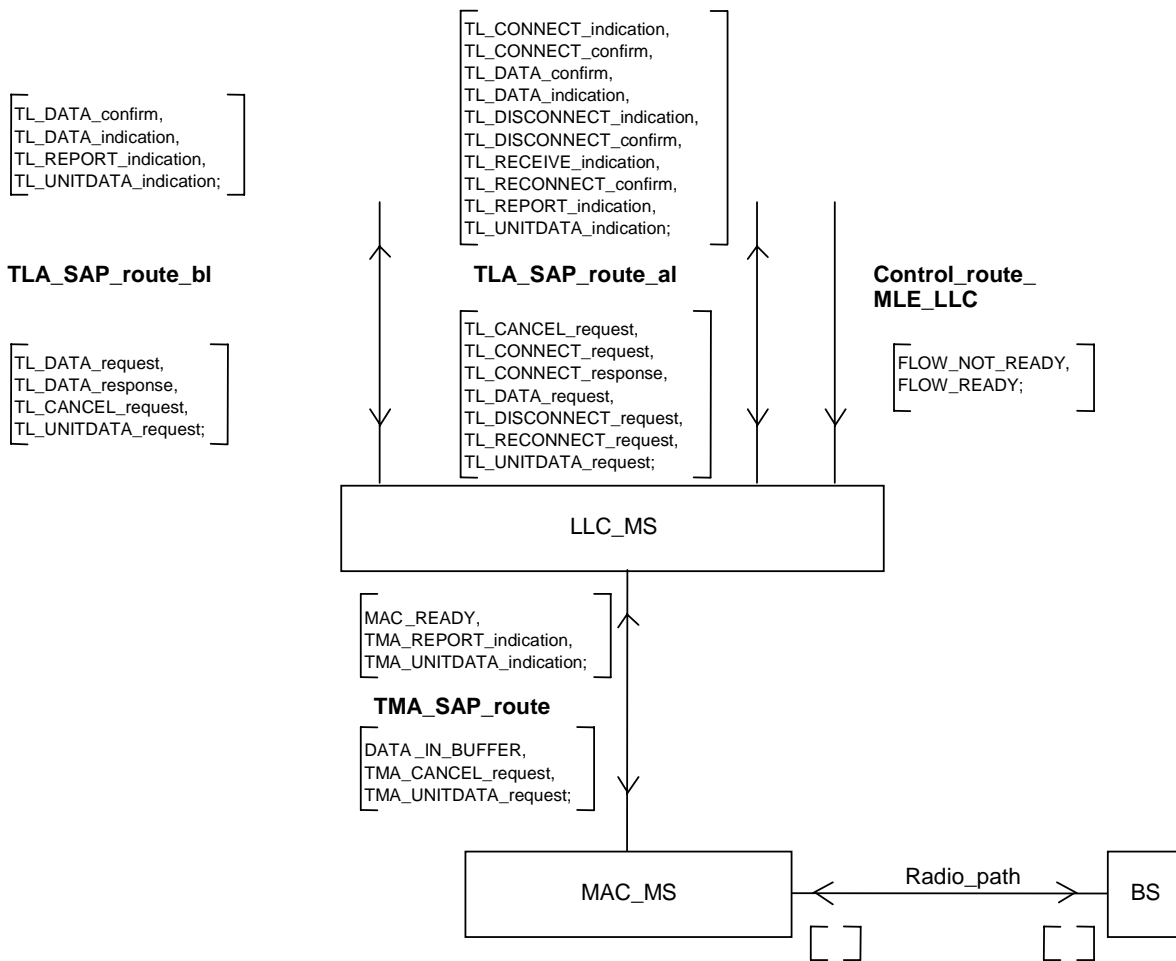 TL_DATA_confirm,
TL_DATA_indication,
TL_REPORT_indication,
TL_UNITDATA_indication;
TL_CONNECT_indication,
TL_CONNECT_confirm,
TL_DATA_confirm,
TL_DATA_indication,
TL_DISCONNECT_indication,
TL_DISCONNECT_confirm,
TL_RECEIVE_indication,
TL_RECONNECT_confirm,
TL_REPORT_indication,
TL_UNITDATA_indication;
TLA_SAP_route_bl
TLA_SAP_route_al
Control_route_
MLE_LLC
TL_DATA_request,
TL_DATA_response,
TL_CANCEL_request,
TL_UNITDATA_request;
TL_CANCEL_request,
TL_CONNECT_request,
TL_CONNECT_response,
TL_DATA_request,
TL_DISCONNECT_request,
TL_RECONNECT_request,
TL_UNITDATA_request;
FLOW_NOT_READY,
FLOW_READY;
LLC_MS
MAC_READY,
TMA_REPORT_indication,
TMA_UNITDATA_indication;
TMA_SAP_route
DATA_IN_BUFFER,
TMA_CANCEL_request,
TMA_UNITDATA_request;
MAC_MS
Radio_path
BS